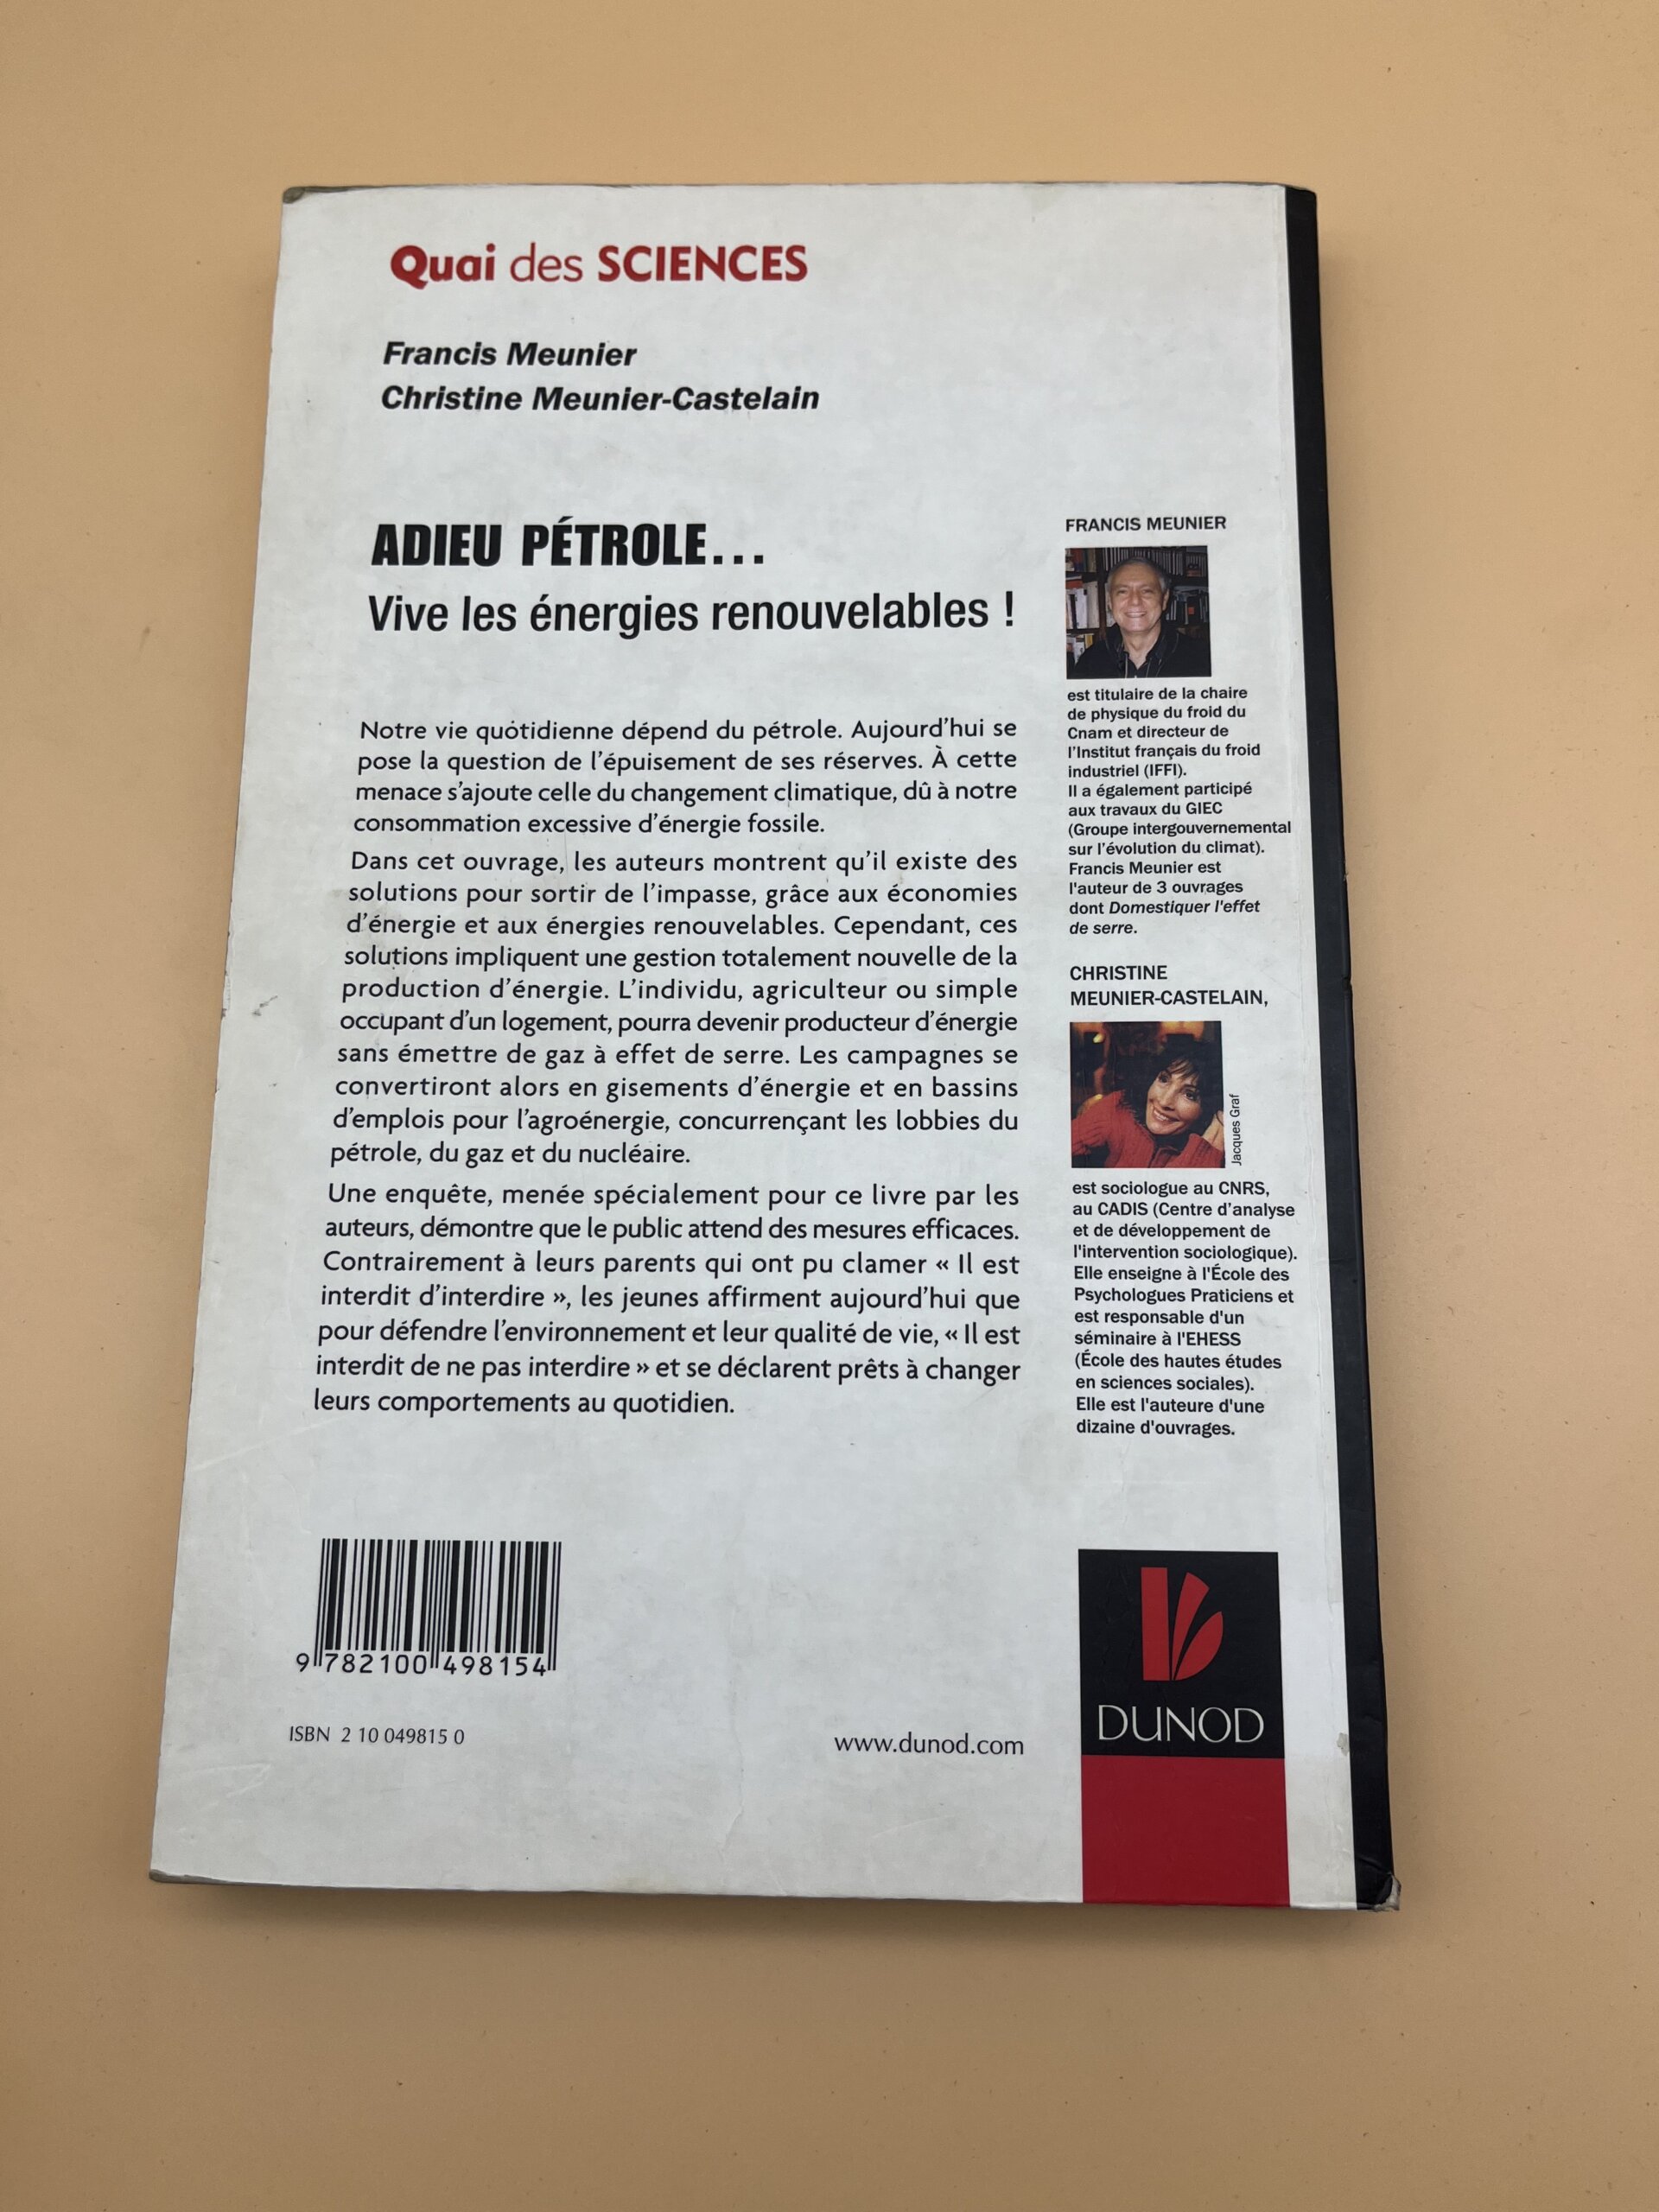 Quai des SCIENCES
Francis Meunier
Christine Meunier-Castelain
ADIEU PÉTROLE...
Vive les énergies renouvelables !
Notre vie quotidienne dépend du pétrole. Aujourd'hui se
pose la question de l'épuisement de ses réserves. À cette
menace s'ajoute celle du changement climatique, dû à notre
consommation excessive d'énergie fossile.
Dans cet ouvrage, les auteurs montrent qu'il existe des
solutions pour sortir de l'impasse, grâce aux économies
d'énergie et aux énergies renouvelables. Cependant, ces
solutions impliquent une gestion totalement nouvelle de la
production d'énergie. L'individu, agriculteur ou simple
occupant d'un logement, pourra devenir producteur d'énergie
sans émettre de gaz à effet de serre. Les campagnes se
convertiront alors en gisements d'énergie et en bassins
d'emplois pour l'agroénergie, concurrençant les lobbies du
pétrole, du gaz et du nucléaire.
Une enquête, menée spécialement pour ce livre par les
auteurs, démontre que le public attend des mesures efficaces.
Contrairement à leurs parents qui ont pu clamer « Il est
interdit d'interdire », les jeunes affirment aujourd'hui que
pour défendre l'environnement et leur qualité de vie, « Il est
interdit de ne pas interdire » et se déclarent prêts à changer
leurs comportements au quotidien.
FRANCIS MEUNIER
est titulaire de la chaire
de physique du froid du
Cnam et directeur de
l'Institut français du froid
industriel (IFFI).
Il a également participé
aux travaux du GIEC
(Groupe intergouvernemental
sur l'évolution du climat).
Francis Meunier est
l'auteur de 3 ouvrages
dont Domestiquer l'effet
de serre.
CHRISTINE
MEUNIER-CASTELAIN,
Jacques Graf
est sociologue au CNRS,
au CADIS (Centre d'analyse
et de développement de
l'intervention sociologique).
Elle enseigne à l'École des
Psychologues Praticiens et
est responsable d'un
séminaire à l'EHESS
(École des hautes études
en sciences sociales).
Elle est l'auteure d'une
dizaine d'ouvrages.
9 782100 498154
ISBN 2 10 049815 0
www.dunod.com
DUNOD